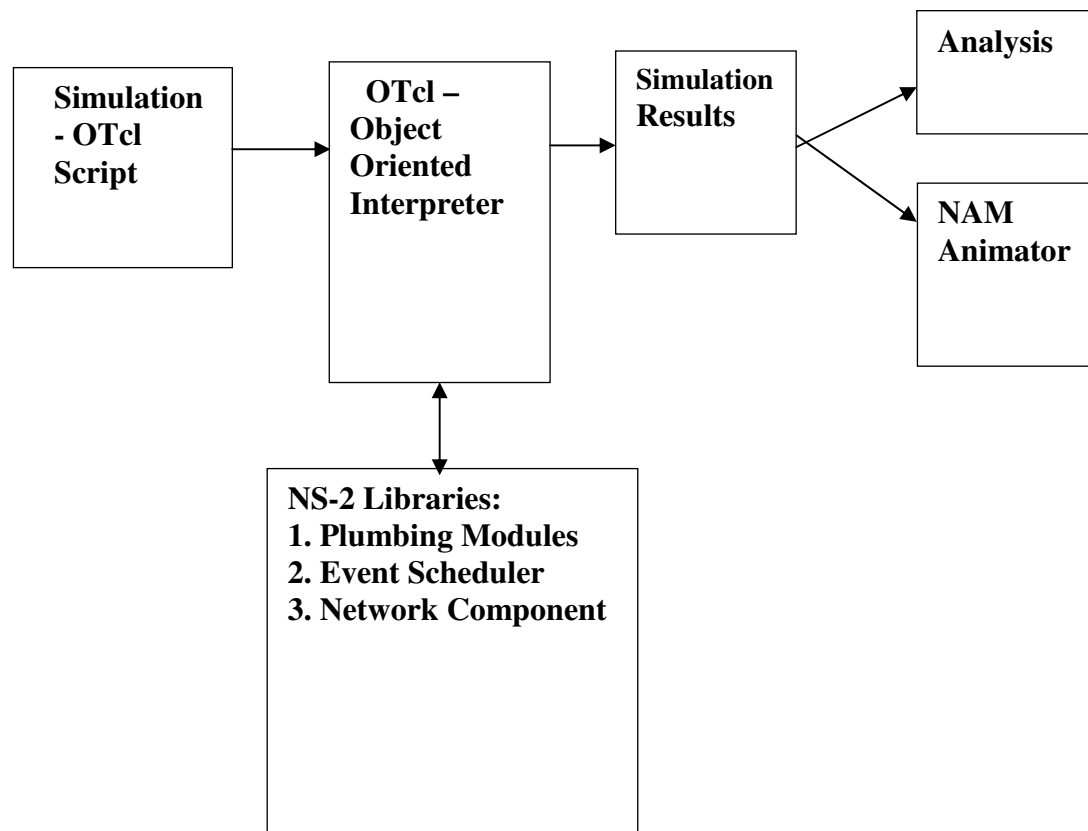 Simulation
- OTcl
Script
OTcl –
Object
Oriented
Interpreter
Simulation
Results
Analysis
NAM
Animator
NS-2 Libraries:
1. Plumbing Modules
2. Event Scheduler
3. Network Component